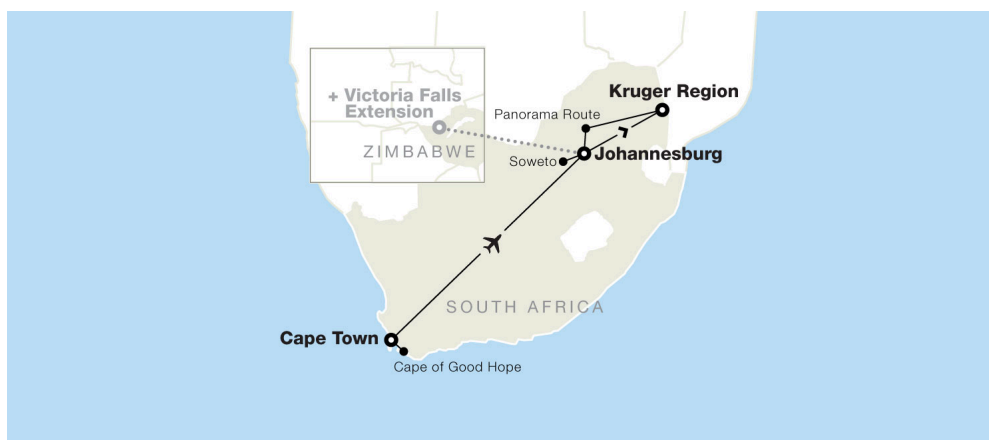 + Victoria Falls
Extension
ZIMBABWE
Kruger Region
Panorama Route
Johannesburg
Soweto
SOUTH AFRICA
Cape Town
Cape of Good Hope